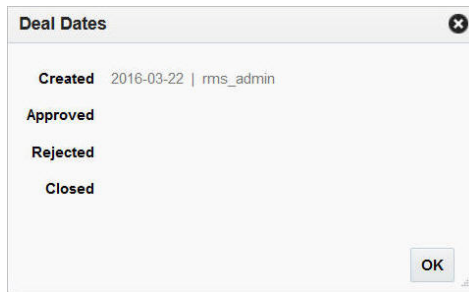 Deal Dates
Created 2016-03-22 | rms_admin
Approved
Rejected
Closed
OK